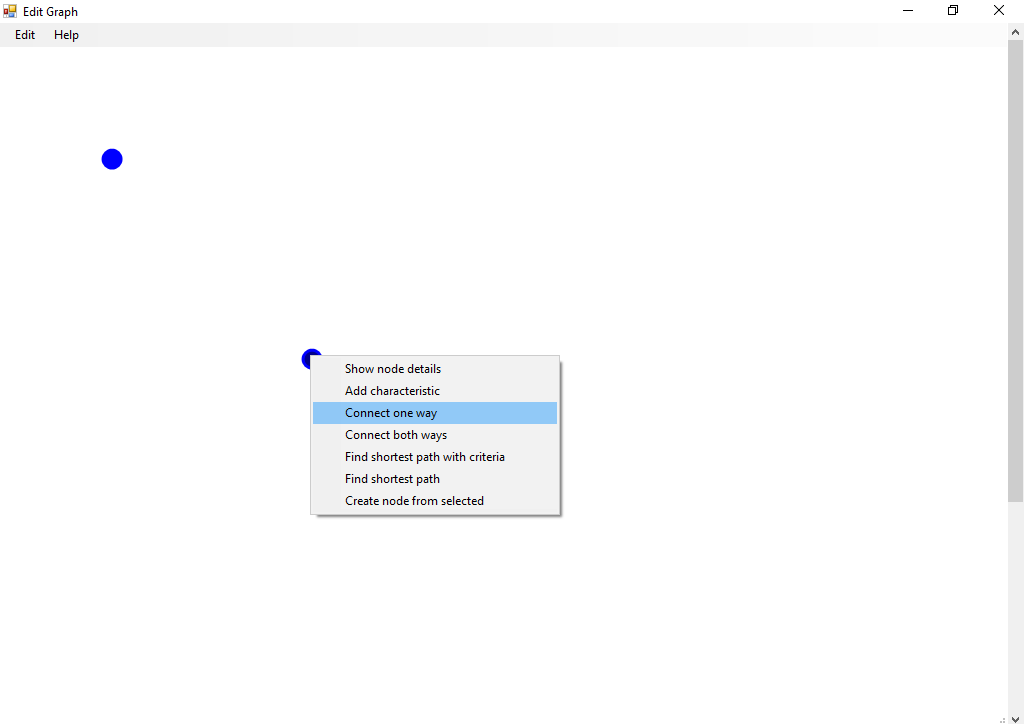 Edit Graph
Edit Help
Show node details
Add characteristic
Connect one way
Connect both ways
Find shortest path with criteria
Find shortest path
Create node from selected